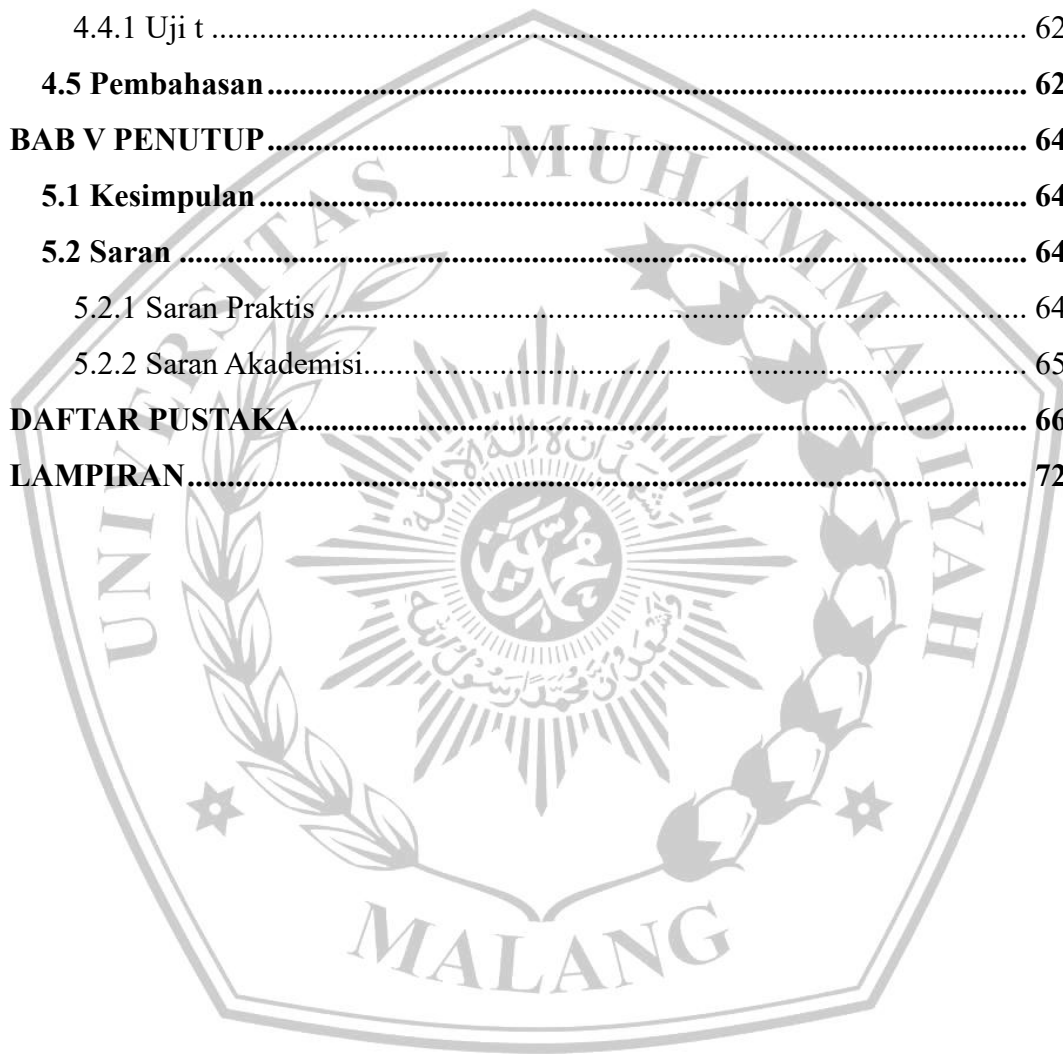 4.4.1 Uji t ........................................................................................................ 62
4.5 Pembahasan ................................................................................................ 62
BAB V PENUTUP ................................................................................................ 64
5.1 Kesimpulan ................................................................................................ 64
5.2 Saran ................................................................................................ 64
5.2.1 Saran Praktis ................................................................................................ 64
5.2.2 Saran Akademisi ................................................................................................ 65
DAFTAR PUSTAKA ................................................................................................ 66
LAMPIRAN ................................................................................................ 72
UNIVERSITAS MUHAMMADIYAH
MALANG